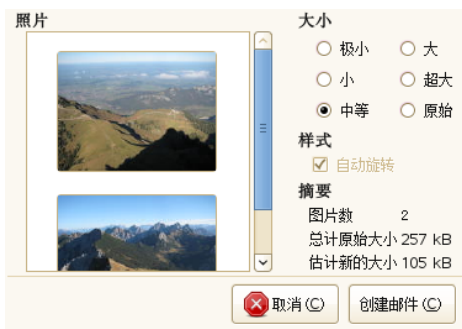 照片
大小
极小
大
小
超大
中等
原始
样式
自动旋转
摘要
图片数 2
总计原始大小 257 kB
估计新的大小 105 kB
取消(C)
创建邮件(C)